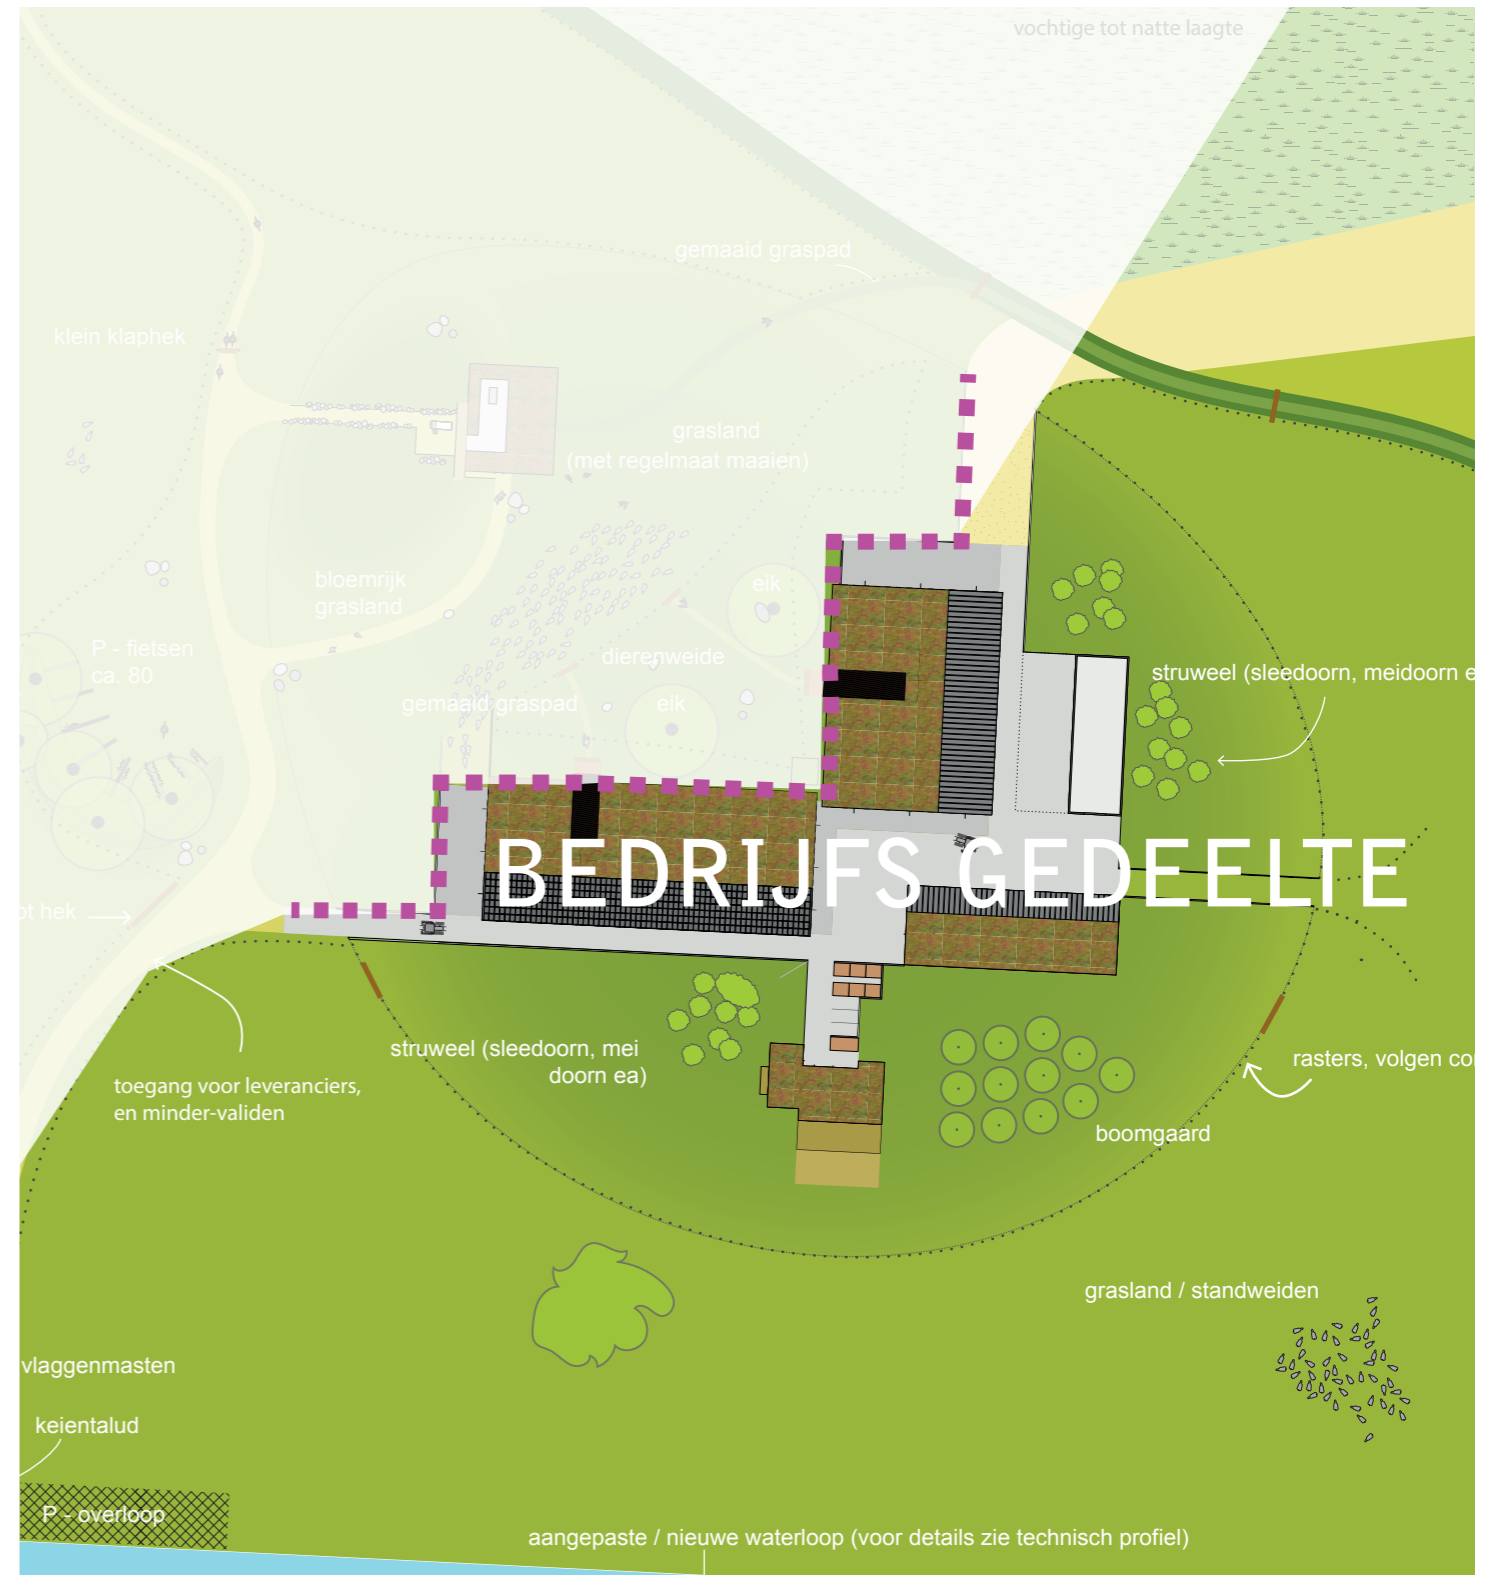 vochtige tot natte laagte
gemaaid graspad
klein klaphek
grasland
(met regelmaat maaien)
bloemrijk
grasland
eik
P - fietsen
ca. 80
dierenweide
struweel (sleedoorn, meidoorn e
gemaaid graspad
eik
BEDRIJFS GEDEELTE
ot hek
struweel (sleedoorn, mei
doorn ea)
rasters, volgen co
toegang voor leveranciers,
en minder-validen
boomgaard
grasland / standweiden
vlaggenmasten
keientalud
P - overloop
aangepaste / nieuwe waterloop (voor details zie technisch profiel)